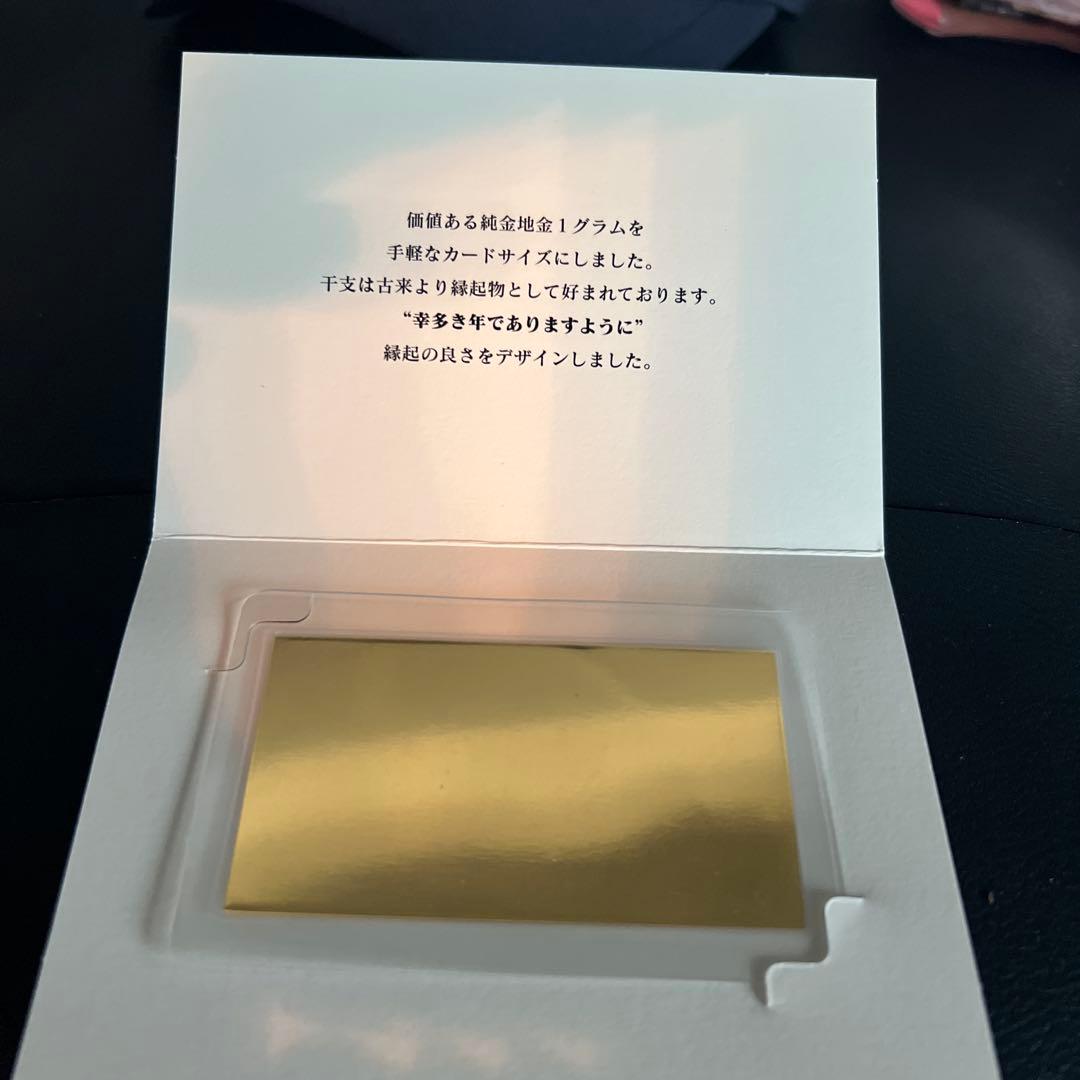 価値ある純金地金１グラムを
手軽なカードサイズにしました。
干支は古来より縁起物として好まれております。
“幸多き年でありますように”
縁起の良さをデザインしました。